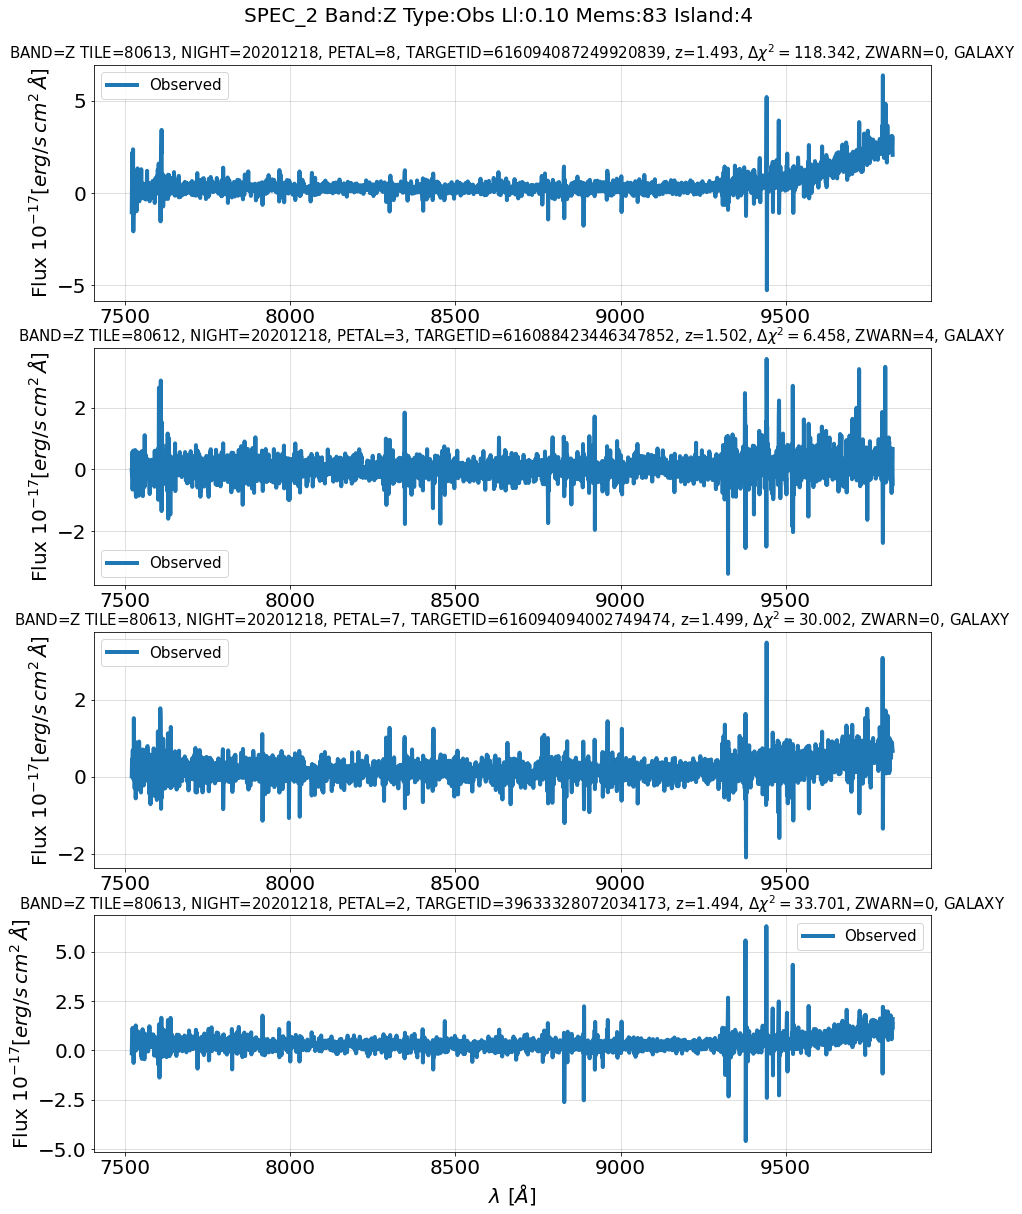 SPEC_2 Band:Z Type:Obs Ll:0.10 Mems:83 Island:4
BAND=Z TILE=80613, NIGHT=20201218, PETAL=8, TARGETID=616094087249920839, z=1.493, Δχ² = 118.342, ZWARN=0, GALAXY
Flux 10⁻¹⁷[erg/s cm² Å]
5
0
−5
Observed
7500 8000 8500 9000 9500
BAND=Z TILE=80612, NIGHT=20201218, PETAL=3, TARGETID=616088423446347852, z=1.502, Δχ² = 6.458, ZWARN=4, GALAXY
Flux 10⁻¹⁷[erg/s cm² Å]
2
0
−2
Observed
7500 8000 8500 9000 9500
BAND=Z TILE=80613, NIGHT=20201218, PETAL=7, TARGETID=616094094002749474, z=1.499, Δχ² = 30.002, ZWARN=0, GALAXY
Flux 10⁻¹⁷[erg/s cm² Å]
2
0
−2
Observed
7500 8000 8500 9000 9500
BAND=Z TILE=80613, NIGHT=20201218, PETAL=2, TARGETID=39633328072034173, z=1.494, Δχ² = 33.701, ZWARN=0, GALAXY
Flux 10⁻¹⁷[erg/s cm² Å]
5.0
2.5
0.0
−2.5
−5.0
Observed
7500 8000 8500 9000 9500
λ [Å]